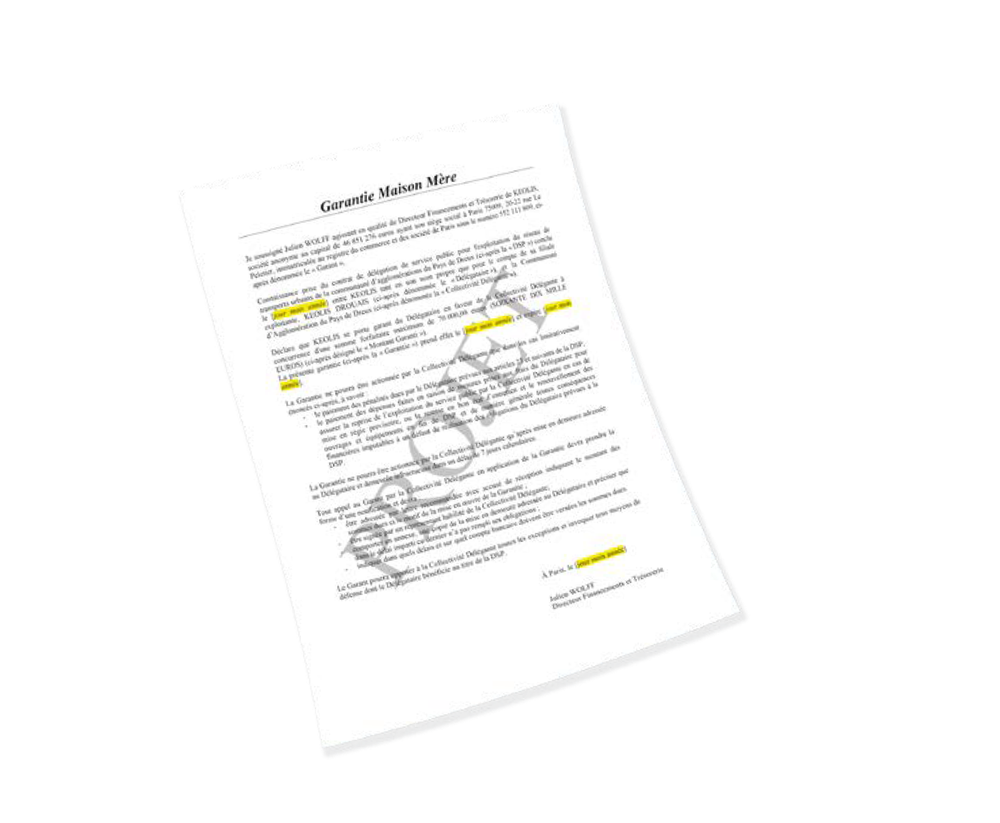 Garantie Maison Mère
Je soussigné Julien WOLFF agissant en qualité de Directeur Financements et Trésorerie de KEOLIS,
société anonyme au capital de 46 851 276 euros ayant son siège social à Paris 75009, 20-22 rue Le
Peletier, immatriculée au registre du commerce et des société de Paris sous le numéro 552 111 809, ci-
après dénommée le « Garant ».
Connaissance prise du contrat de délégation de service public pour l'exploitation du réseau de
transports urbains de la communauté d'agglomérations du Pays de Dreux (ci-après la « DSP ») conclu
le [jour mois année] entre KEOLIS tant en son nom propre que pour le compte de sa filiale
exploitante, KEOLIS DROUAIS (ci-après dénommée le « Délégataire »), et la Communauté
d'Agglomération du Pays de Dreux (ci-après dénommée la « Collectivité Délégante »).
Déclare que KEOLIS se porte garant du Délégataire en faveur de la Collectivité Délégante à
concurrence d'une somme forfaitaire maximum de 70 000,00 euros (SOIXANTE DIX MILLE
EUROS) (ci-après désigné le « Montant Garanti »).
La présente garantie (ci-après la « Garantie ») prend effet le [jour mois année] et expire [jour mois
année].
La Garantie ne pourra être actionnée par la Collectivité Délégante que dans les cas limitativement
énoncés ci-après, à savoir :
- le paiement des pénalités dues par le Délégataire prévues aux articles et suivants de la DSP;
- le paiement des dépenses faites en raison de mesures prises aux frais du Délégataire pour
assurer la reprise de l'exploitation du service public par la Collectivité Délégante en cas de
mise en régie provisoire, ou la remise en bon état d'entretien et le renouvellement des
ouvrages et équipements en fin de DSP et de manière générale toutes conséquences
financières imputables à un défaut de réalisation des obligations du Délégataire prévues à la
DSP.
La Garantie ne pourra être actionnée par la Collectivité Délégante qu'après mise en demeure adressée
au Délégataire et demeurée infructueuse dans un délai de 7 jours calendaires.
Tout appel au Garant par la Collectivité Délégante en application de la Garantie devra prendre la
forme d'une notification et devra :
- être adressée par lettre recommandée avec accusé de réception indiquant le montant des
sommes dues et le motif de la mise en œuvre de la Garantie ;
- être signée par un représentant habilité de la Collectivité Délégante;
- comporter en annexe, une copie de la mise en demeure adressée au Délégataire et préciser que
dans le délai imparti ce dernier n'a pas rempli ses obligations ;
- indiquer dans quels délais et sur quel compte bancaire doivent être versées les sommes dues.
Le Garant pourra opposer à la Collectivité Délégante toutes les exceptions et invoquer tous moyens de
défense dont le Délégataire bénéficie au titre de la DSP.
À Paris, le [jour mois année]
Julien WOLFF
Directeur Financements et Trésorerie
PROJET